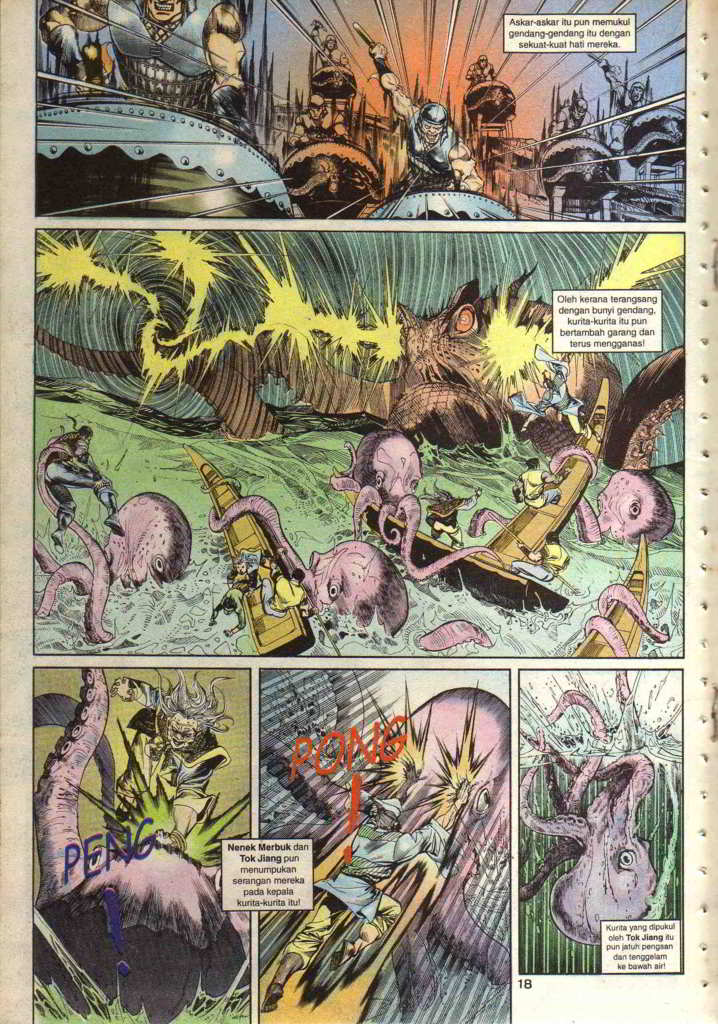 Askar-askar itu pun memukul
gendang-gendang itu dengan
sekuat-kuat hati mereka.
Oleh kerana terangsang
dengan bunyi gendang,
kurita-kurita itu pun
bertambah garang dan
terus mengganas!
PENG!
Nenek Merbuk dan
Tok Jiang pun
menumpukan
serangan mereka
pada kepala
kurita-kurita itu!
PONG!
Kurita yang dipukul
oleh Tok Jiang itu
pun jatuh pengsan
dan tenggelam
ke bawah air!
18